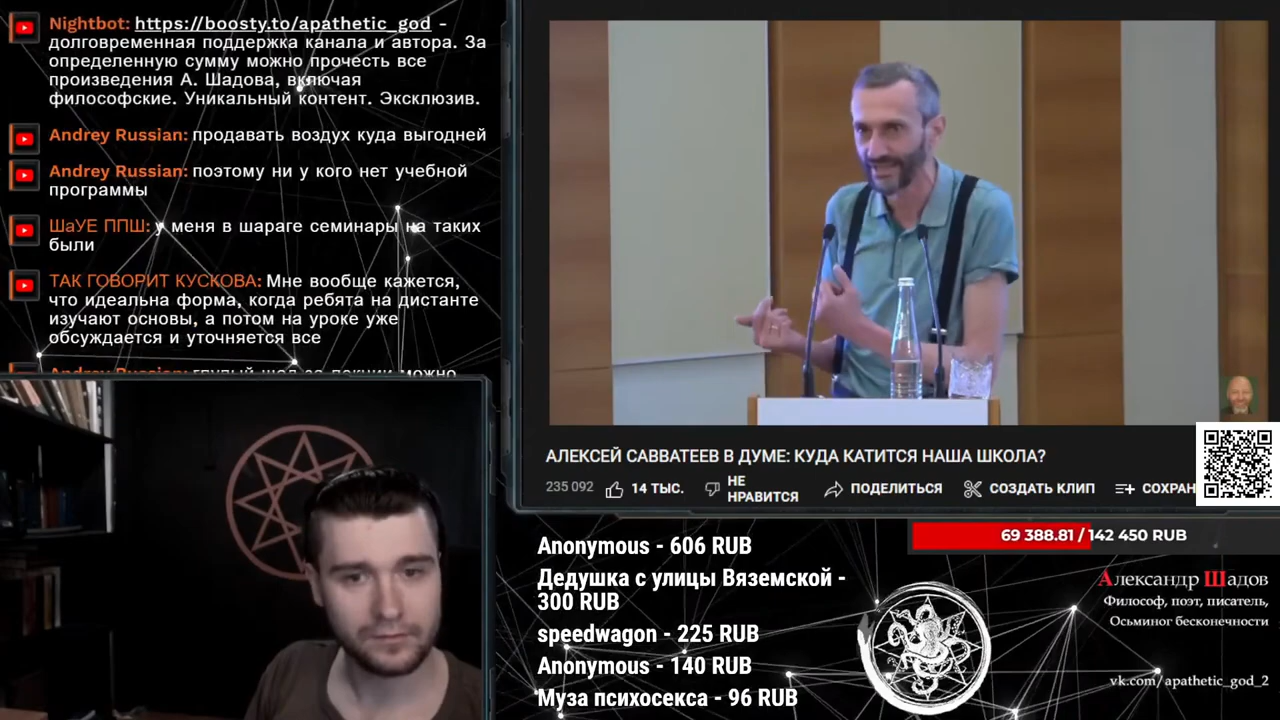 Nightbot: https://boosty.to/apathetic_god -
долговременная поддержка канала и автора. За
определенную сумму можно прочесть все
произведения А. Шадова, включая
философские. Уникальный контент. Эксклюзив.
Andrey Russian: продавать воздух куда выгодней
Andrey Russian: поэтому ни у кого нет учебной
программы
ШаУЕ ППШ: у меня в шараге семинары на таких
были
ТАК ГОВОРИТ КУСКОВА: Мне вообще кажется,
что идеальна форма, когда ребята на дистанте
изучают основы, а потом на уроке уже
обсуждается и уточняется все
Andrey Russian:
АЛЕКСЕЙ САВВАТЕЕВ В ДУМЕ: КУДА КАТИТСЯ НАША ШКОЛА?
235 092 14 ТЫС. НЕ НРАВИТСЯ ПОДЕЛИТЬСЯ СОЗДАТЬ КЛИП СОХРАН
69 388.81 / 142 450 RUB
Anonymous - 606 RUB
Дедушка с улицы Вяземской -
300 RUB
speedwagon - 225 RUB
Anonymous - 140 RUB
Муза психосекса - 96 RUB
Александр Шадов
Философ, поэт, писатель,
Осьминог бесконечности
vk.com/apathetic_god_2